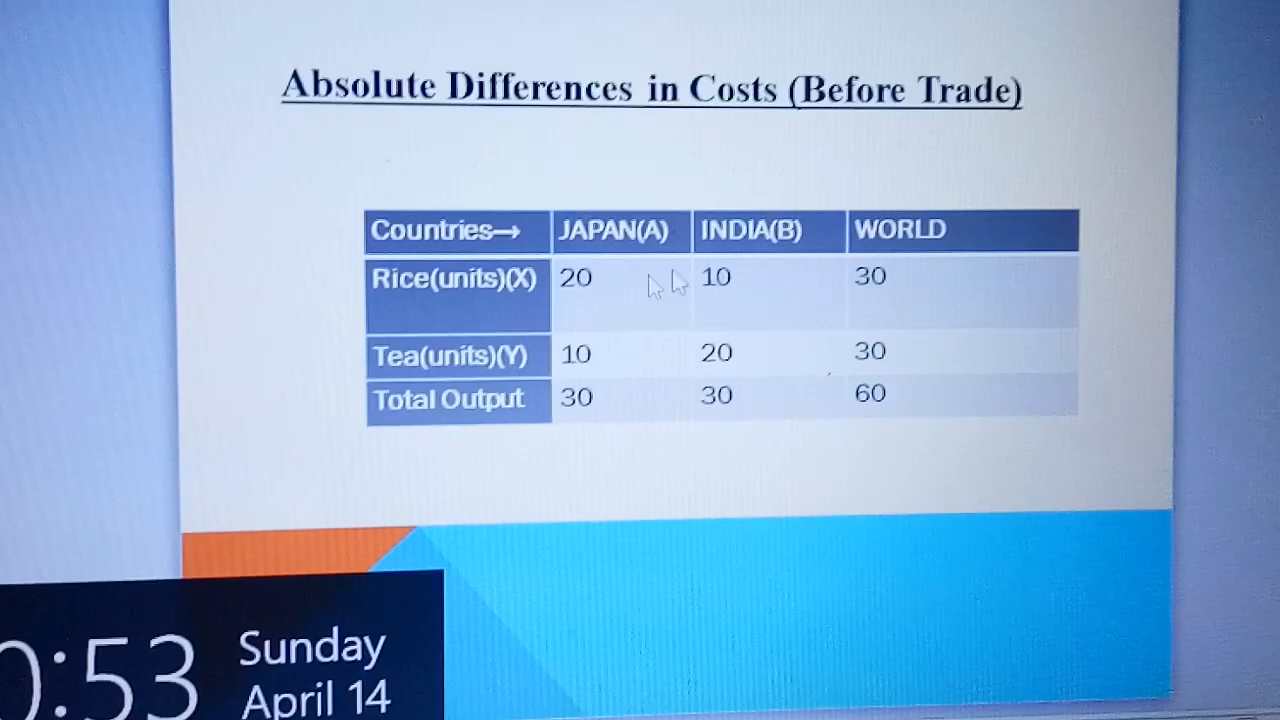 Absolute Differences in Costs (Before Trade)
Countries→ JAPAN(A) INDIA(B) WORLD
Rice(units)(X) 20 10 30
Tea(units)(Y) 10 20 30
Total Output 30 30 60
0:53 Sunday
April 14